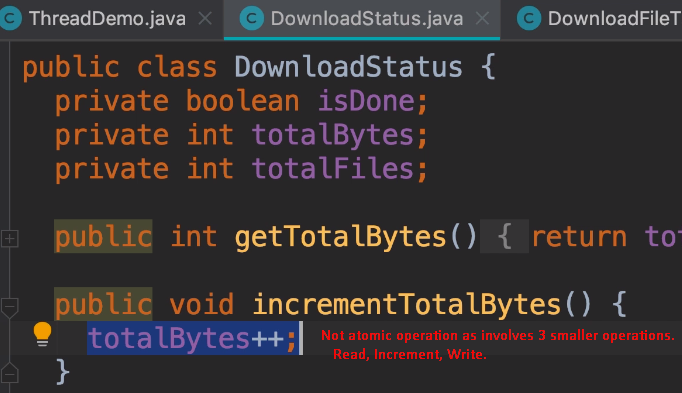 ThreadDemo.java DownloadStatus.java DownloadFileT
public class DownloadStatus {
private boolean isDone;
private int totalBytes;
private int totalFiles;
public int getTotalBytes() { return tot
public void incrementTotalBytes() {
totalBytes++; Not atomic operation as involves 3 smaller operations.
Read, Increment, Write.
}